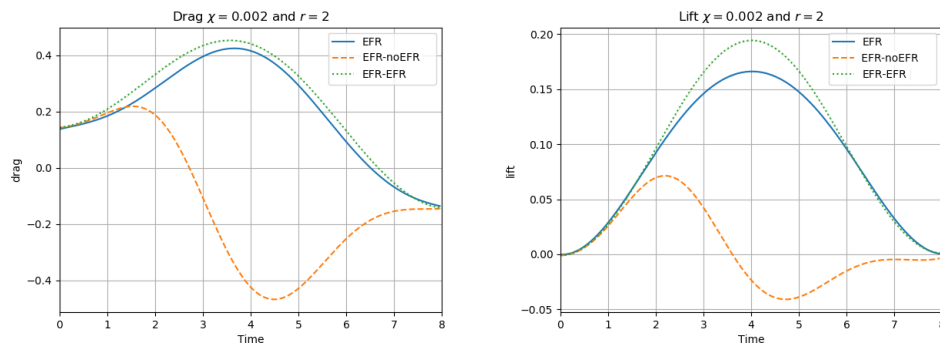 Drag χ = 0.002 and r = 2
EFR
EFR-noEFR
EFR-EFR
0.4
0.2
0.0
−0.2
−0.4
drag
0 1 2 3 4 5 6 7 8
Time
Lift χ = 0.002 and r = 2
EFR
EFR-noEFR
EFR-EFR
0.20
0.15
0.10
0.05
0.00
−0.05
lift
0 1 2 3 4 5 6 7 8
Time